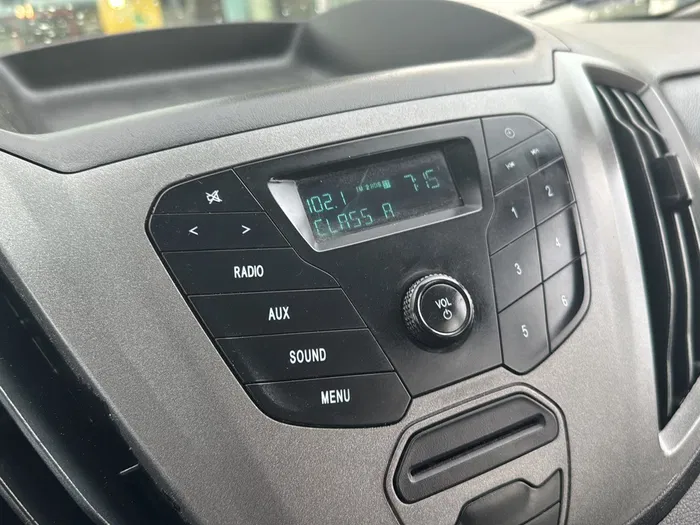 102.1 7:15
CLASS A
< >
RADIO
AUX
SOUND
MENU
VOL
1 2
3 4
5 6